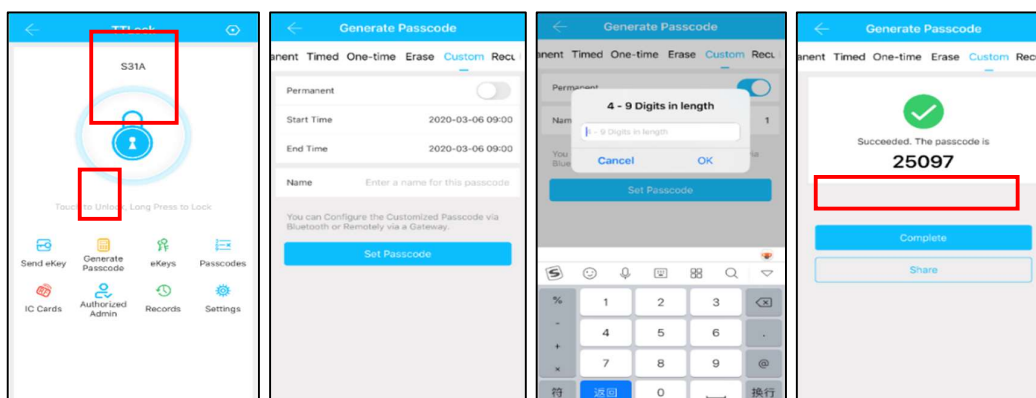 TTLock
S31A
Touch to Unlock, Long Press to Lock
Send eKey
Generate
Passcode
eKeys
Passcodes
IC Cards
Authorized
Admin
Records
Settings
Generate Passcode
anent Timed One-time Erase Custom Recu
Permanent
Start Time 2020-03-06 09:00
End Time 2020-03-06 09:00
Name Enter a name for this passcode
You can Configure the Customized Passcode via
Bluetooth or Remotely via a Gateway.
Set Passcode
Generate Passcode
anent Timed One-time Erase Custom Recu
Permanent
Name 1
You
Blue
4 - 9 Digits in length
4 - 9 Digits in length
Cancel OK
Set Passcode
% 1 2 3
- 4 5 6 .
+
× 7 8 9 @
符 返回 0 换行
Generate Passcode
anent Timed One-time Erase Custom Recu
Succeeded. The passcode is
25097
Complete
Share